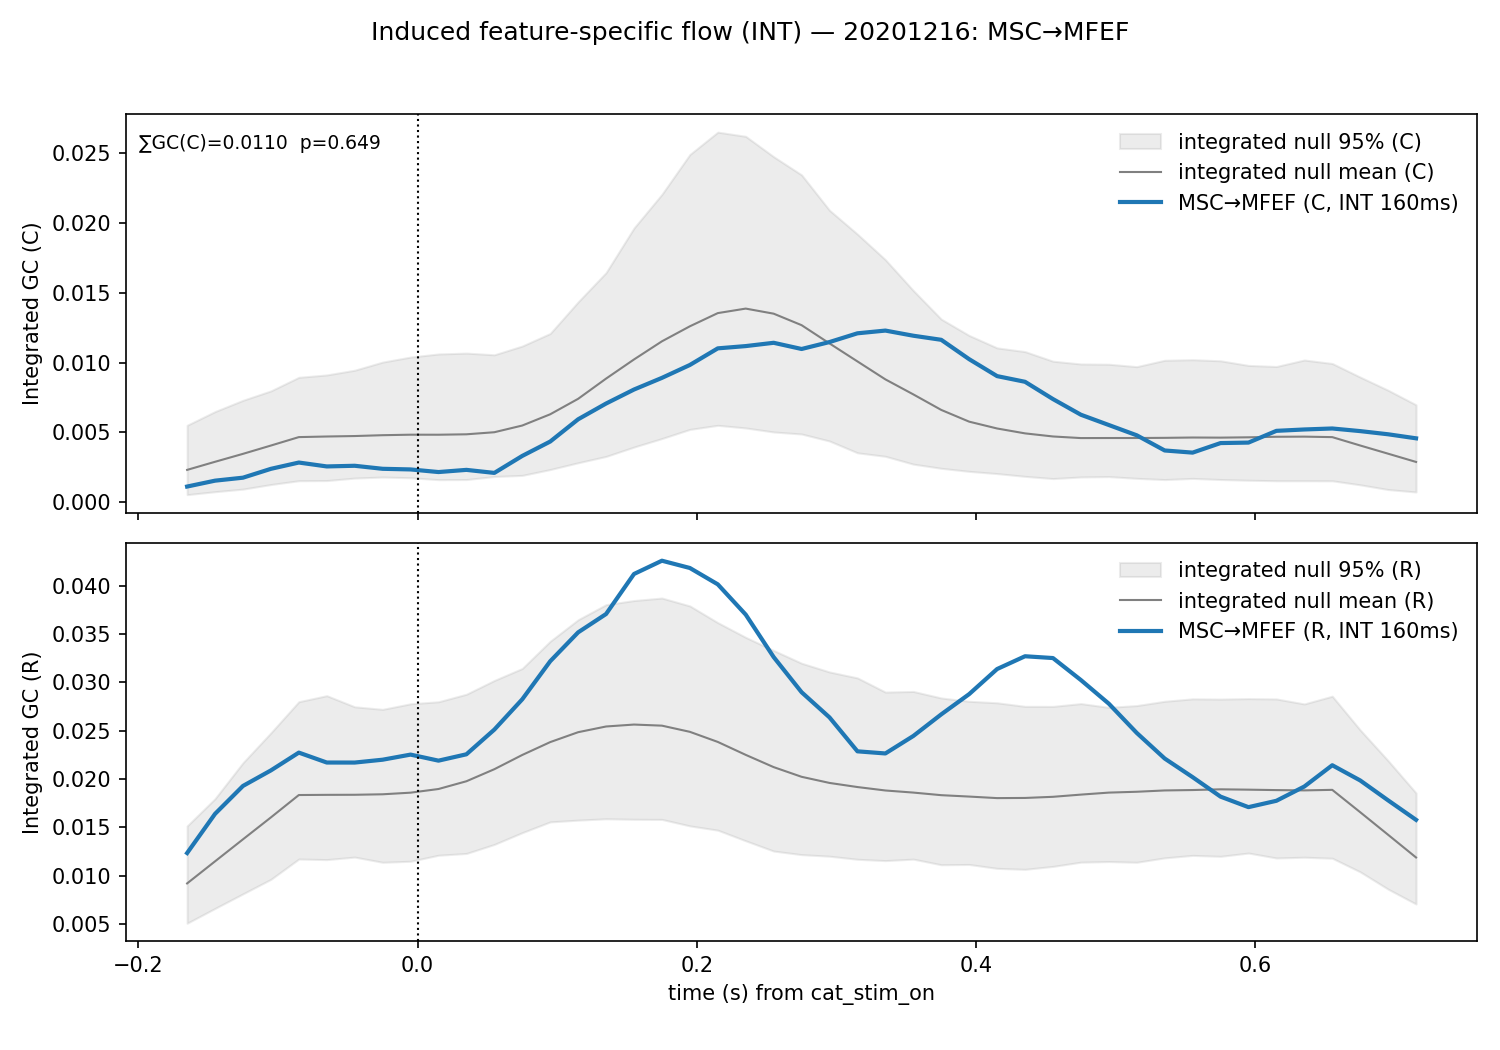 Induced feature-specific flow (INT) — 20201216: MSC→MFEF
∑GC(C)=0.0110 p=0.649
integrated null 95% (C)
integrated null mean (C)
MSC→MFEF (C, INT 160ms)
Integrated GC (C)
0.025
0.020
0.015
0.010
0.005
0.000
integrated null 95% (R)
integrated null mean (R)
MSC→MFEF (R, INT 160ms)
Integrated GC (R)
0.040
0.035
0.030
0.025
0.020
0.015
0.010
0.005
−0.2 0.0 0.2 0.4 0.6
time (s) from cat_stim_on